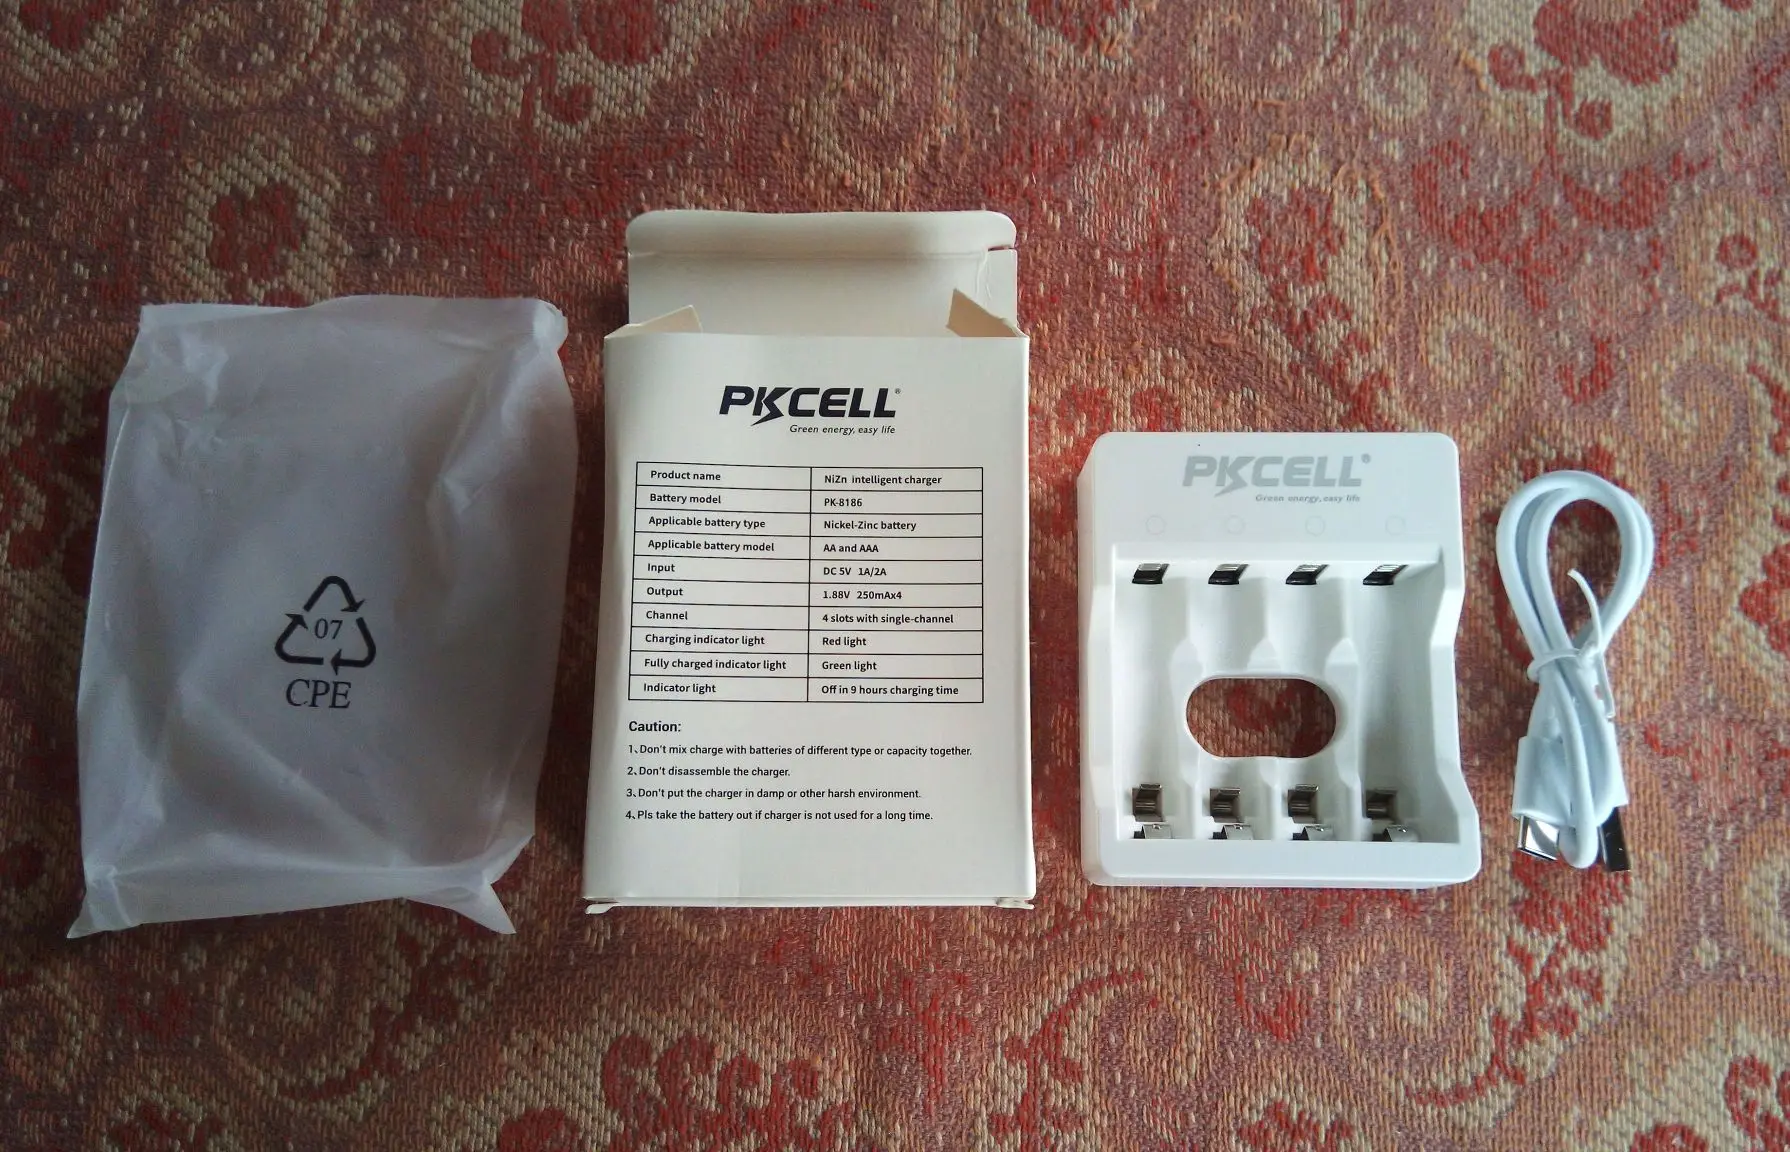 07
CPE
PKCELL®
Green energy, easy life
Product name NiZn intelligent charger
Battery model PK-8186
Applicable battery type Nickel-Zinc battery
Applicable battery model AA and AAA
Input DC 5V 1A/2A
Output 1.88V 250mAx4
Channel 4 slots with single-channel
Charging indicator light Red light
Fully charged indicator light Green light
Indicator light Off in 9 hours charging time
Caution:
1、Don't mix charge with batteries of different type or capacity together.
2、Don't disassemble the charger.
3、Don't put the charger in damp or other harsh environment.
4、Pls take the battery out if charger is not used for a long time.
PKCELL®
Green energy, easy life